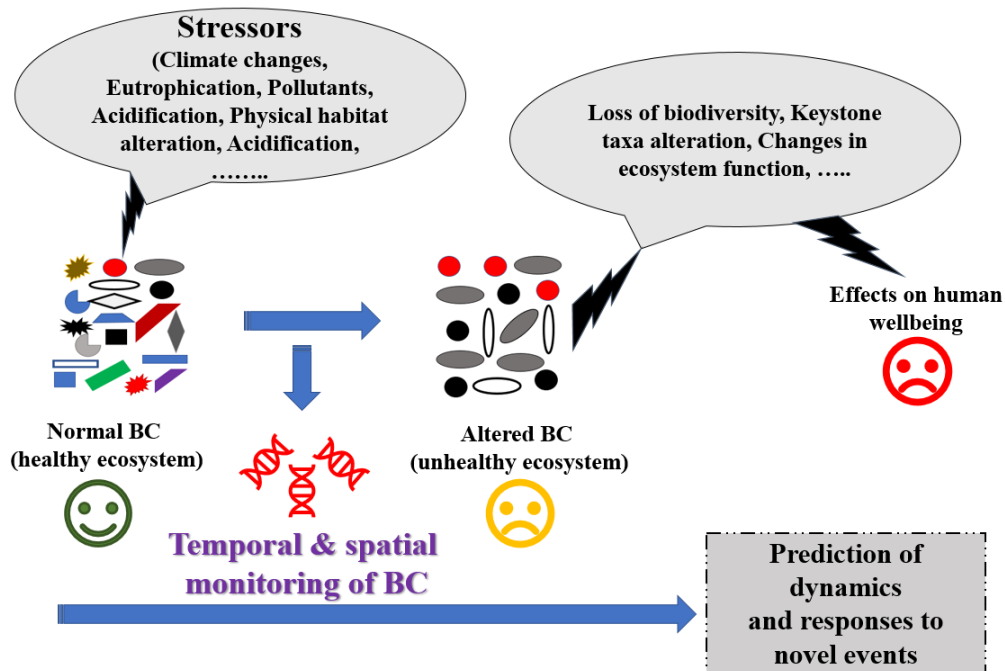 Stressors
(Climate changes,
Eutrophication, Pollutants,
Acidification, Physical habitat
alteration, Acidification,
……..
Loss of biodiversity, Keystone
taxa alteration, Changes in
ecosystem function, …..
Effects on human
wellbeing
Normal BC
(healthy ecosystem)
Altered BC
(unhealthy ecosystem)
Temporal & spatial
monitoring of BC
Prediction of
dynamics
and responses to
novel events